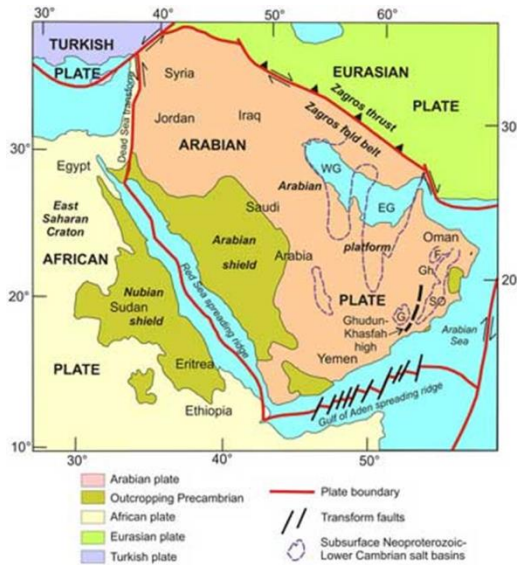 30° 40° 50°
TURKISH
PLATE
Syria
EURASIAN
PLATE
Dead Sea transform
Jordan
Iraq
Zagros thrust
Zagros fold belt
ARABIAN
30°
30°
Egypt
Arabian
WG
EG
East
Saharan
Craton
Saudi
Arabian
shield
Arabia
platform
Oman
F
Gh
AFRICAN
Red Sea spreading ridge
PLATE
20°
20°
Nubian
Sudan
shield
G
SO
Ghudun-
Khasfah
high
Arabian
Sea
Yemen
PLATE
Eritrea
Ethiopia
Gulf of Aden spreading ridge
10°
30° 40° 50°
Arabian plate
Outcropping Precambrian
African plate
Eurasian plate
Turkish plate
Plate boundary
Transform faults
Subsurface Neoproterozoic-
Lower Cambrian salt basins